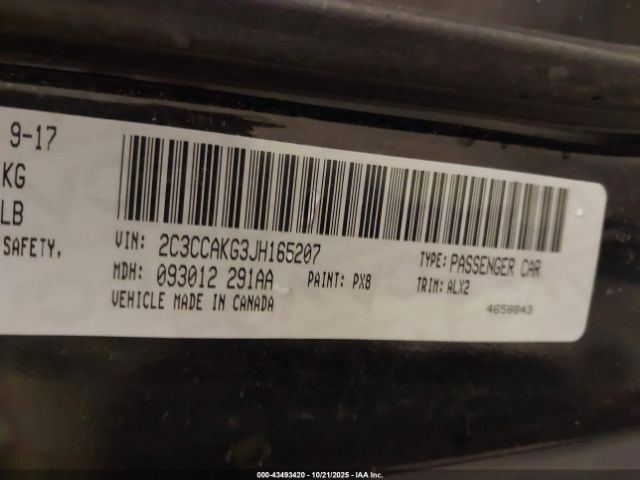 9-17
KG
LB
SAFETY,
VIN: 2C3CCAKG3JH165207
TYPE: PASSENGER CAR
MDH: 093012 291AA
PAINT: PX8
TRIM: ALX2
VEHICLE MADE IN CANADA
4658843
000-43493420 • 10/21/2025 • IAA Inc.